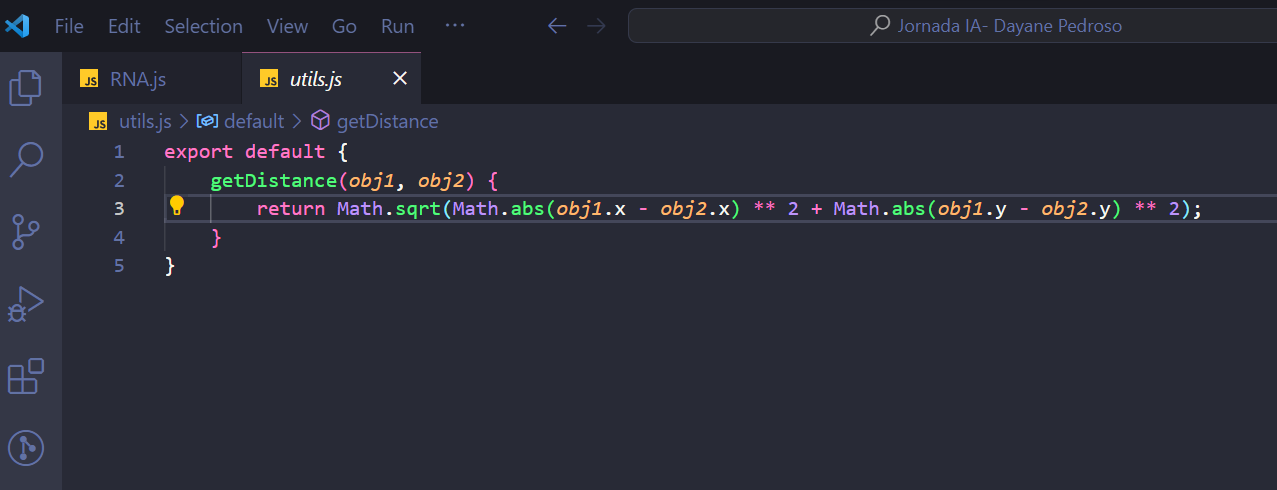 File Edit Selection View Go Run ··· Jornada IA- Dayane Pedroso
JS RNA.js JS utils.js
JS utils.js > default > getDistance
1 export default {
2 getDistance(obj1, obj2) {
3 return Math.sqrt(Math.abs(obj1.x - obj2.x) ** 2 + Math.abs(obj1.y - obj2.y) ** 2);
4 }
5 }